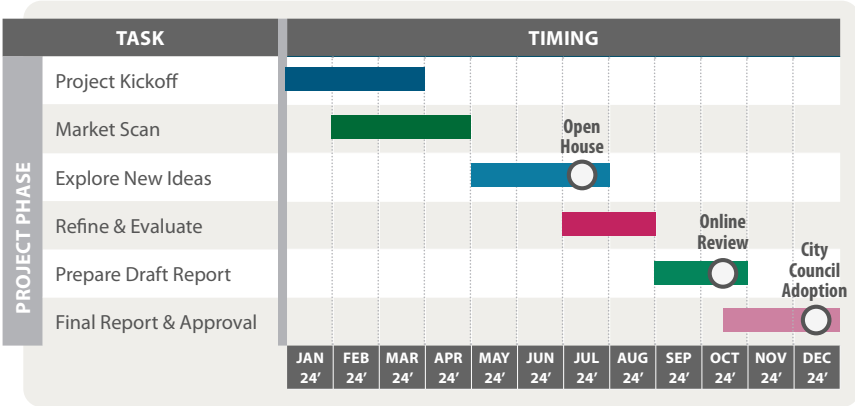 TASK
TIMING
PROJECT PHASE
Project Kickoff
Market Scan
Open
House
Explore New Ideas
Refine & Evaluate
Online
Review
Prepare Draft Report
City
Council
Adoption
Final Report & Approval
JAN FEB MAR APR MAY JUN JUL AUG SEP OCT NOV DEC
24’ 24’ 24’ 24’ 24’ 24’ 24’ 24’ 24’ 24’ 24’ 24’